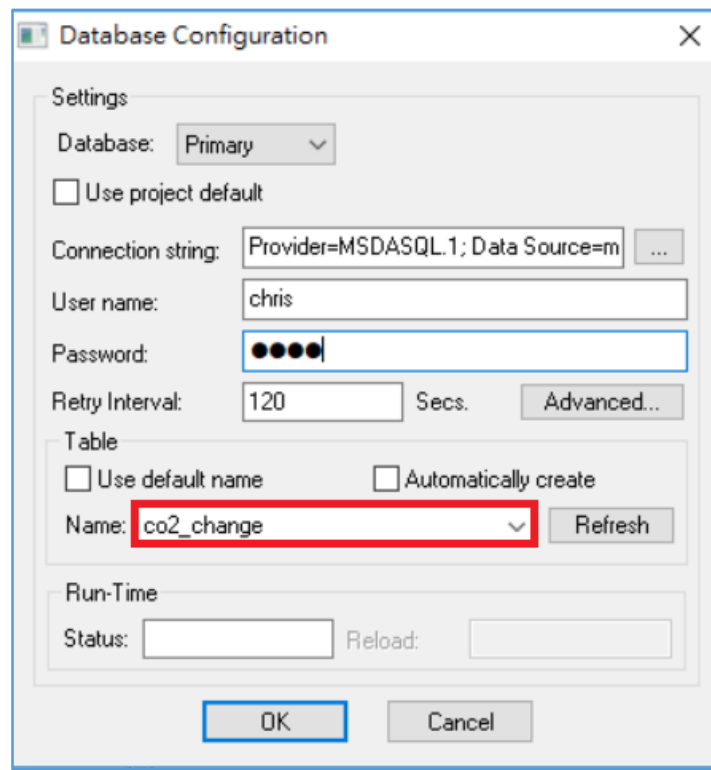 Database Configuration
Settings
Database: Primary
Use project default
Connection string: Provider=MSDASQL.1; Data Source=m ...
User name: chris
Password: ●●●●
Retry Interval: 120 Secs. Advanced...
Table
Use default name Automatically create
Name: co2_change Refresh
Run-Time
Status: Reload:
OK Cancel